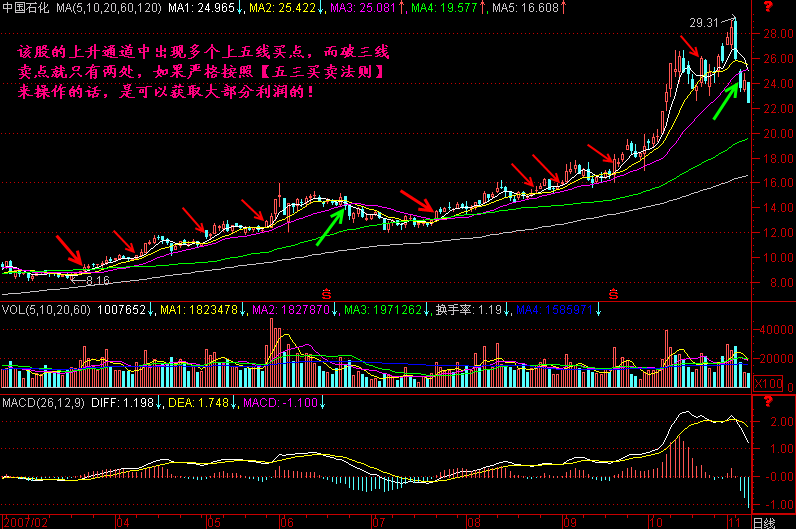 中国石化 MA(5,10,20,60,120) MA1: 24.965↓, MA2: 25.422↓, MA3: 25.081↑, MA4: 19.577↑, MA5: 16.608↑ ?
29.31
28.00
该股的上升通道中出现多个上五线买点，而破三线
卖点就只有两处，如果严格按照【五三买卖法则】
来操作的话，是可以获取大部分利润的！
26.00
24.00
22.00
20.00
18.00
16.00
14.00
12.00
10.00
8.16
8.00
S S
VOL(5,10,20,60) 1007652↓, MA1: 1823478↓, MA2: 1827870↓, MA3: 1971262↓, 换手率: 1.19↓, MA4: 1585971↓
40000
20000
X100
0
MACD(26,12,9) DIFF: 1.198↓, DEA: 1.748↓, MACD: -1.100↓ ?
2.00
1.00
-0.00
-1.00
2007/02 04 05 06 07 08 09 10 11 日线